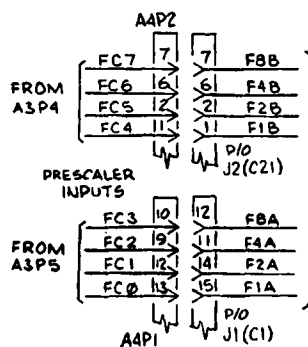 A4P2
FC7 7 7 F8B
FC6 6 6 F4B
FC5 2 2 F2B
FC4 11 1 F1B
FROM
A3P4
P/O
J2(C21)
PRESCALER
INPUTS
FC3 10 12 F8A
FC2 9 11 F4A
FC1 12 14 F2A
FCØ 13 15 F1A
FROM
A3P5
P/O
J1(C1)
A4P1